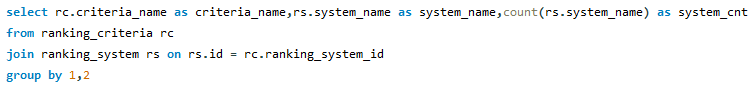 select rc.criteria_name as criteria_name,rs.system_name as system_name,count(rs.system_name) as system_cnt
from ranking_criteria rc
join ranking_system rs on rs.id = rc.ranking_system_id
group by 1,2